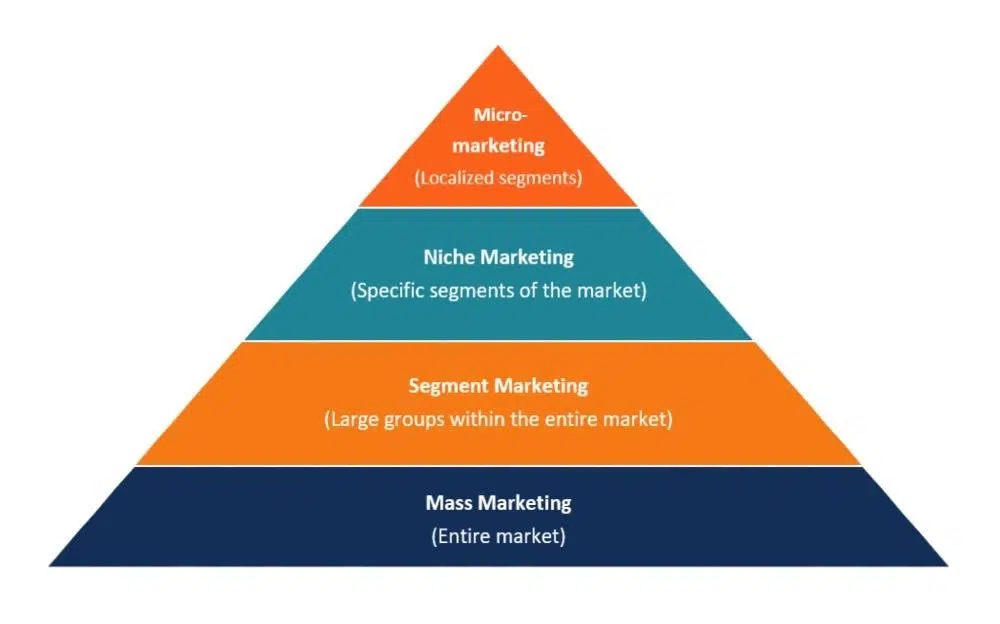 Micro-
marketing
(Localized segments)
Niche Marketing
(Specific segments of the market)
Segment Marketing
(Large groups within the entire market)
Mass Marketing
(Entire market)